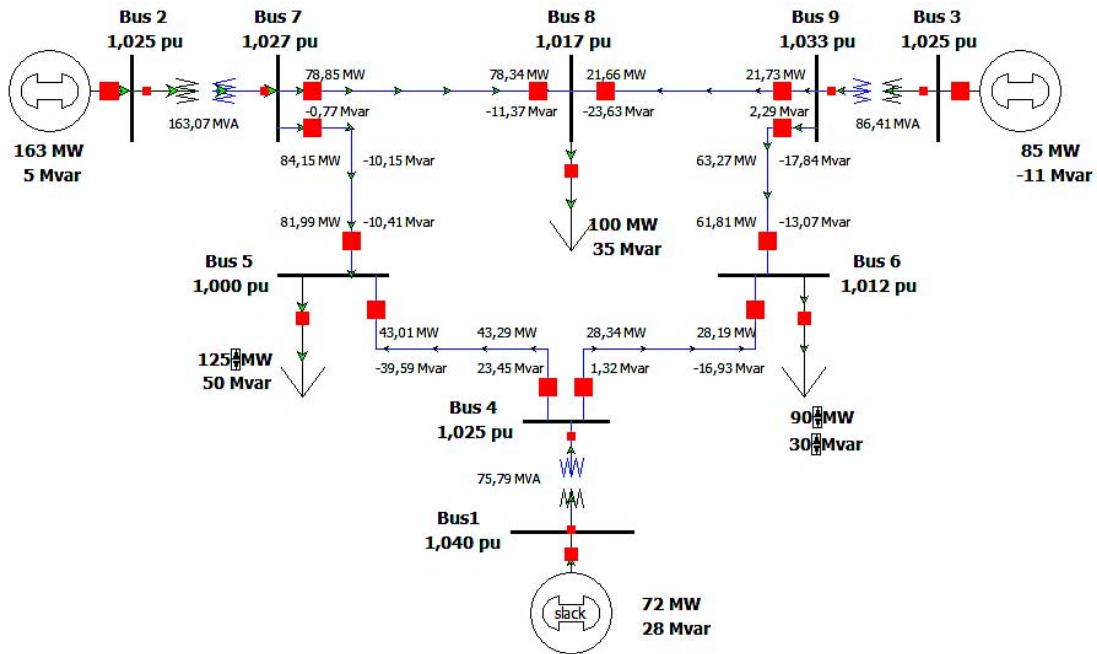 Bus 2
1,025 pu
Bus 7
1,027 pu
Bus 8
1,017 pu
Bus 9
1,033 pu
Bus 3
1,025 pu
78,85 MW
-0,77 Mvar
78,34 MW
-11,37 Mvar
21,66 MW
-23,63 Mvar
21,73 MW
2,29 Mvar
163,07 MVA
86,41 MVA
163 MW
5 Mvar
84,15 MW
-10,15 Mvar
63,27 MW
-17,84 Mvar
85 MW
-11 Mvar
81,99 MW
-10,41 Mvar
100 MW
35 Mvar
61,81 MW
-13,07 Mvar
Bus 5
1,000 pu
Bus 6
1,012 pu
43,01 MW
-39,59 Mvar
43,29 MW
23,45 Mvar
28,34 MW
1,32 Mvar
28,19 MW
-16,93 Mvar
125 MW
50 Mvar
Bus 4
1,025 pu
90 MW
30 Mvar
75,79 MVA
Bus1
1,040 pu
slack
72 MW
28 Mvar